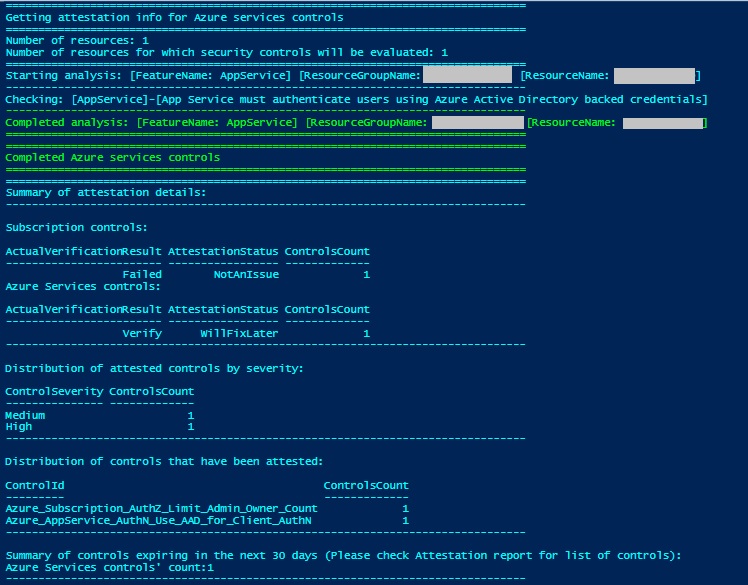 ================================================================================
Getting attestation info for Azure services controls
================================================================================
Number of resources: 1
Number of resources for which security controls will be evaluated: 1
================================================================================
Starting analysis: [FeatureName: AppService] [ResourceGroupName: [ResourceName: ]
--------------------------------------------------------------------------------
Checking: [AppService]-[App Service must authenticate users using Azure Active Directory backed credentials]
--------------------------------------------------------------------------------
Completed analysis: [FeatureName: AppService] [ResourceGroupName: [ResourceName: ]
================================================================================
================================================================================
Completed Azure services controls
================================================================================
================================================================================
Summary of attestation details:
--------------------------------------------------------------------------------
Subscription controls:
ActualVerificationResult AttestationStatus ControlsCount
------------------------ ----------------- -------------
Failed NotAnIssue 1
Azure Services controls:
ActualVerificationResult AttestationStatus ControlsCount
------------------------ ----------------- -------------
Verify WillFixLater 1
--------------------------------------------------------------------------------
Distribution of attested controls by severity:
ControlSeverity ControlsCount
--------------- -------------
Medium 1
High 1
--------------------------------------------------------------------------------
Distribution of controls that have been attested:
ControlId ControlsCount
--------- -------------
Azure_Subscription_AuthZ_Limit_Admin_Owner_Count 1
Azure_AppService_AuthN_Use_AAD_for_Client_AuthN 1
--------------------------------------------------------------------------------
Summary of controls expiring in the next 30 days (Please check Attestation report for list of controls):
Azure Services controls' count:1
--------------------------------------------------------------------------------